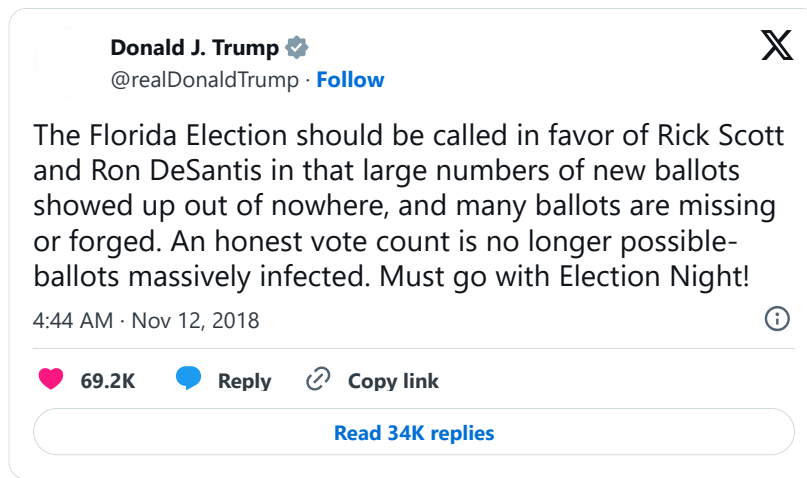 Donald J. Trump
@realDonaldTrump · Follow
The Florida Election should be called in favor of Rick Scott
and Ron DeSantis in that large numbers of new ballots
showed up out of nowhere, and many ballots are missing
or forged. An honest vote count is no longer possible-
ballots massively infected. Must go with Election Night!
4:44 AM · Nov 12, 2018
69.2K Reply Copy link
Read 34K replies